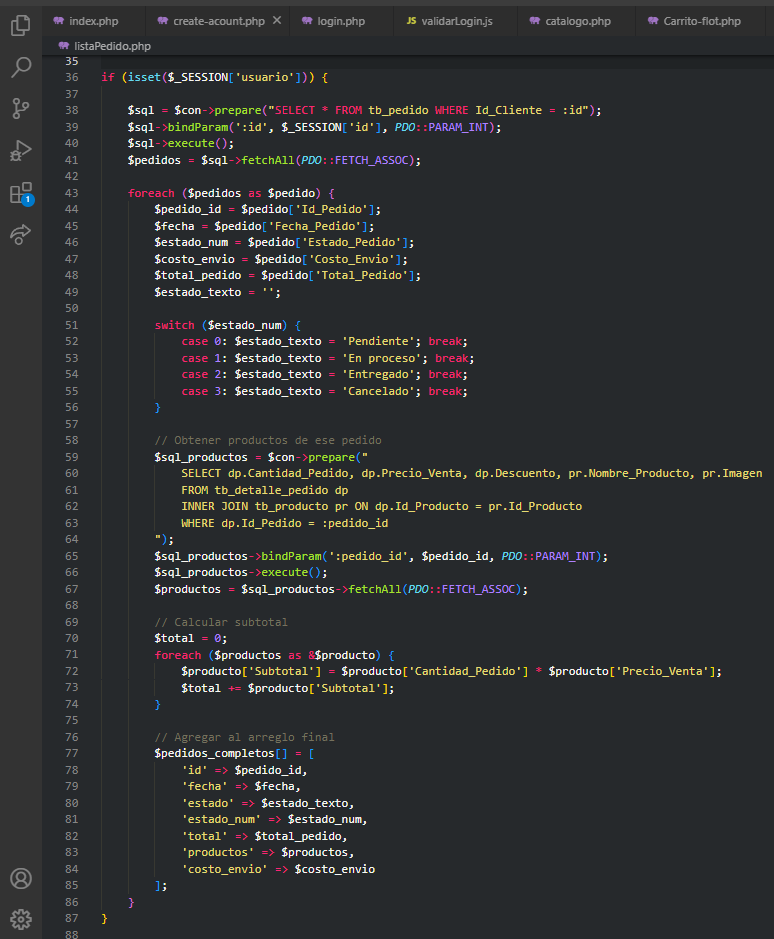 index.php
create-acount.php
login.php
JS validarLogin.js
catalogo.php
Carrito-flot.php
listaPedido.php
35
36 if (isset($_SESSION['usuario'])) {
37
38 $sql = $con->prepare("SELECT * FROM tb_pedido WHERE Id_Cliente = :id");
39 $sql->bindParam(':id', $_SESSION['id'], PDO::PARAM_INT);
40 $sql->execute();
41 $pedidos = $sql->fetchAll(PDO::FETCH_ASSOC);
42
43 foreach ($pedidos as $pedido) {
44 $pedido_id = $pedido['Id_Pedido'];
45 $fecha = $pedido['Fecha_Pedido'];
46 $estado_num = $pedido['Estado_Pedido'];
47 $costo_envio = $pedido['Costo_Envio'];
48 $total_pedido = $pedido['Total_Pedido'];
49 $estado_texto = '';
50
51 switch ($estado_num) {
52 case 0: $estado_texto = 'Pendiente'; break;
53 case 1: $estado_texto = 'En proceso'; break;
54 case 2: $estado_texto = 'Entregado'; break;
55 case 3: $estado_texto = 'Cancelado'; break;
56 }
57
58 // Obtener productos de ese pedido
59 $sql_productos = $con->prepare("
60 SELECT dp.Cantidad_Pedido, dp.Precio_Venta, dp.Descuento, pr.Nombre_Producto, pr.Imagen
61 FROM tb_detalle_pedido dp
62 INNER JOIN tb_producto pr ON dp.Id_Producto = pr.Id_Producto
63 WHERE dp.Id_Pedido = :pedido_id
64 ");
65 $sql_productos->bindParam(':pedido_id', $pedido_id, PDO::PARAM_INT);
66 $sql_productos->execute();
67 $productos = $sql_productos->fetchAll(PDO::FETCH_ASSOC);
68
69 // Calcular subtotal
70 $total = 0;
71 foreach ($productos as &$producto) {
72 $producto['Subtotal'] = $producto['Cantidad_Pedido'] * $producto['Precio_Venta'];
73 $total += $producto['Subtotal'];
74 }
75
76 // Agregar al arreglo final
77 $pedidos_completos[] = [
78 'id' => $pedido_id,
79 'fecha' => $fecha,
80 'estado' => $estado_texto,
81 'estado_num' => $estado_num,
82 'total' => $total_pedido,
83 'productos' => $productos,
84 'costo_envio' => $costo_envio
85 ];
86 }
87 }
88
1